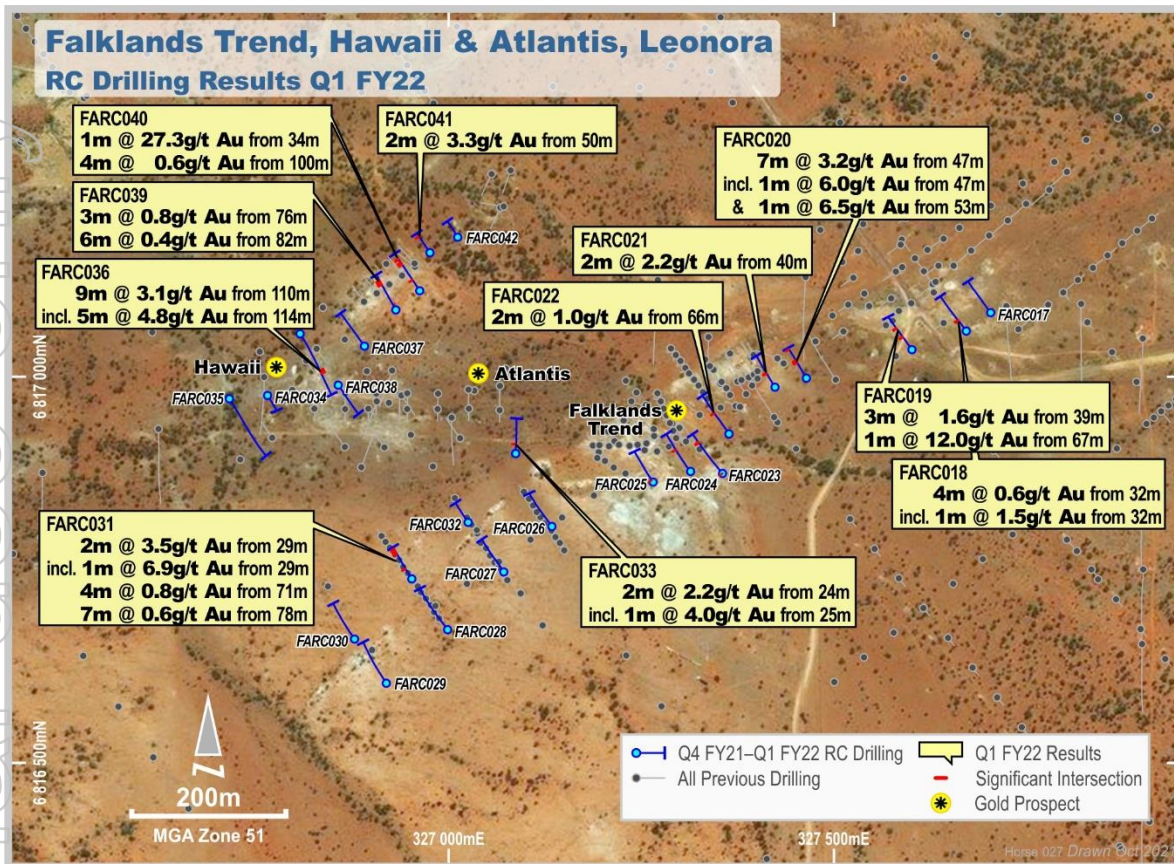 Falklands Trend, Hawaii & Atlantis, Leonora
RC Drilling Results Q1 FY22
FARC040
1m @ 27.3g/t Au from 34m
4m @ 0.6g/t Au from 100m
FARC041
2m @ 3.3g/t Au from 50m
FARC020
7m @ 3.2g/t Au from 47m
incl. 1m @ 6.0g/t Au from 47m
& 1m @ 6.5g/t Au from 53m
FARC039
3m @ 0.8g/t Au from 76m
6m @ 0.4g/t Au from 82m
FARC042
FARC021
2m @ 2.2g/t Au from 40m
FARC036
9m @ 3.1g/t Au from 110m
incl. 5m @ 4.8g/t Au from 114m
FARC022
2m @ 1.0g/t Au from 66m
FARC017
FARC037
Hawaii
Atlantis
FARC034
FARC038
FARC035
Falklands
Trend
FARC019
3m @ 1.6g/t Au from 39m
1m @ 12.0g/t Au from 67m
FARC018
4m @ 0.6g/t Au from 32m
incl. 1m @ 1.5g/t Au from 32m
FARC025
FARC024
FARC023
FARC032
FARC026
FARC031
2m @ 3.5g/t Au from 29m
incl. 1m @ 6.9g/t Au from 29m
4m @ 0.8g/t Au from 71m
7m @ 0.6g/t Au from 78m
FARC027
FARC033
2m @ 2.2g/t Au from 24m
incl. 1m @ 4.0g/t Au from 25m
FARC028
FARC030
FARC029
6 817 000mN
6 816 500mN
N
200m
MGA Zone 51
327 000mE
327 500mE
Q4 FY21–Q1 FY22 RC Drilling
All Previous Drilling
Q1 FY22 Results
Significant Intersection
Gold Prospect
Horse 027 Drawn Oct 202